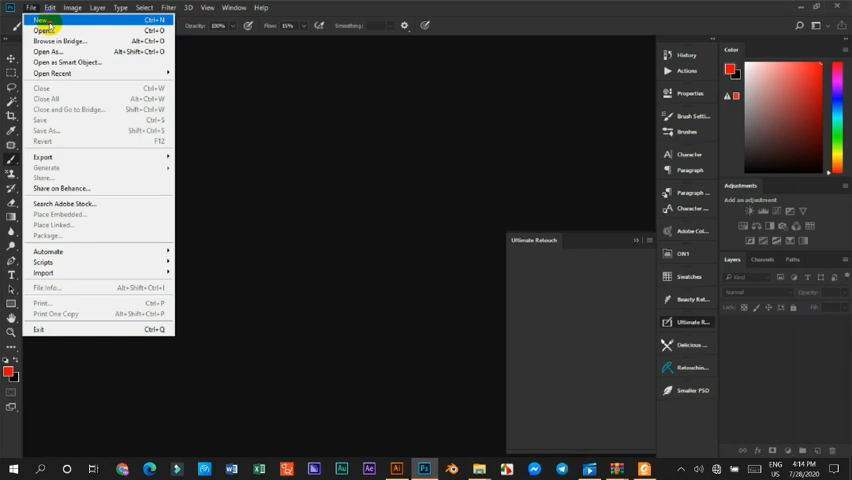 Ps File Edit Image Layer Type Select Filter 3D View Window Help
Opacity: 100% Flow: 15% Smoothing:
New... Ctrl+N
Open... Ctrl+O
Browse in Bridge... Alt+Ctrl+O
Open As... Alt+Shift+Ctrl+O
Open as Smart Object...
Open Recent
Close Ctrl+W
Close All Alt+Ctrl+W
Close and Go to Bridge... Shift+Ctrl+W
Save Ctrl+S
Save As... Shift+Ctrl+S
Revert F12
Export
Generate
Share...
Share on Behance...
Search Adobe Stock...
Place Embedded...
Place Linked...
Package...
Automate
Scripts
Import
File Info... Alt+Shift+Ctrl+I
Print... Ctrl+P
Print One Copy Alt+Shift+Ctrl+P
Exit Ctrl+Q
Ultimate Retouch
History
Actions
Properties
Brush Setti...
Brushes
Character
Paragraph
Paragraph ...
Character ...
Adobe Col...
ON1
Swatches
Beauty Ret...
Ultimate R...
Delicious ...
Retouchin...
Smaller PSD
Color
Adjustments
Add an adjustment
Layers Channels Paths
Kind
Normal Opacity:
Lock: Fill:
Au Ae Ai Ps
ENG
US
4:14 PM
7/28/2020